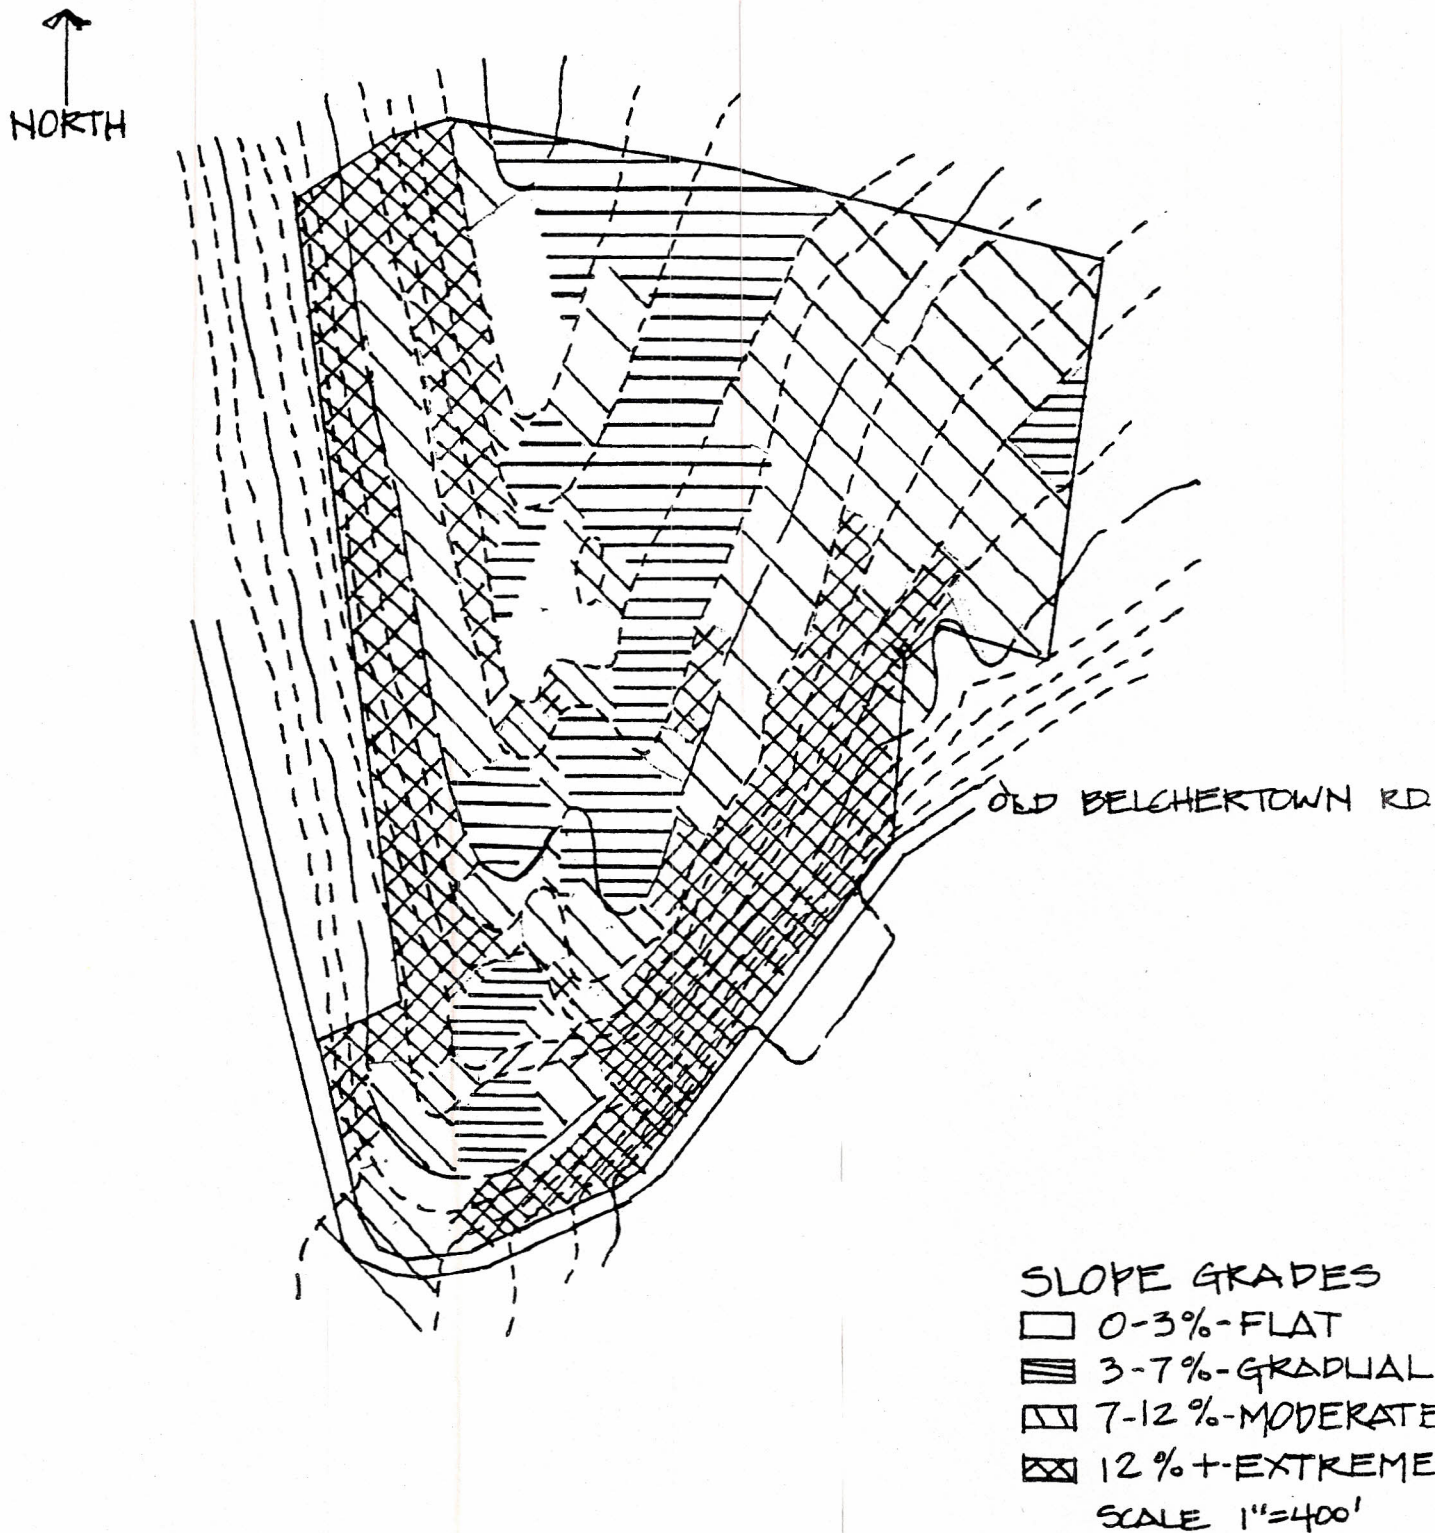 NORTH
OLD BELCHERTOWN RD.
SLOPE GRADES
0-3%-FLAT
3-7%-GRADUAL
7-12%-MODERATE
12%+-EXTREME
SCALE 1"=400'